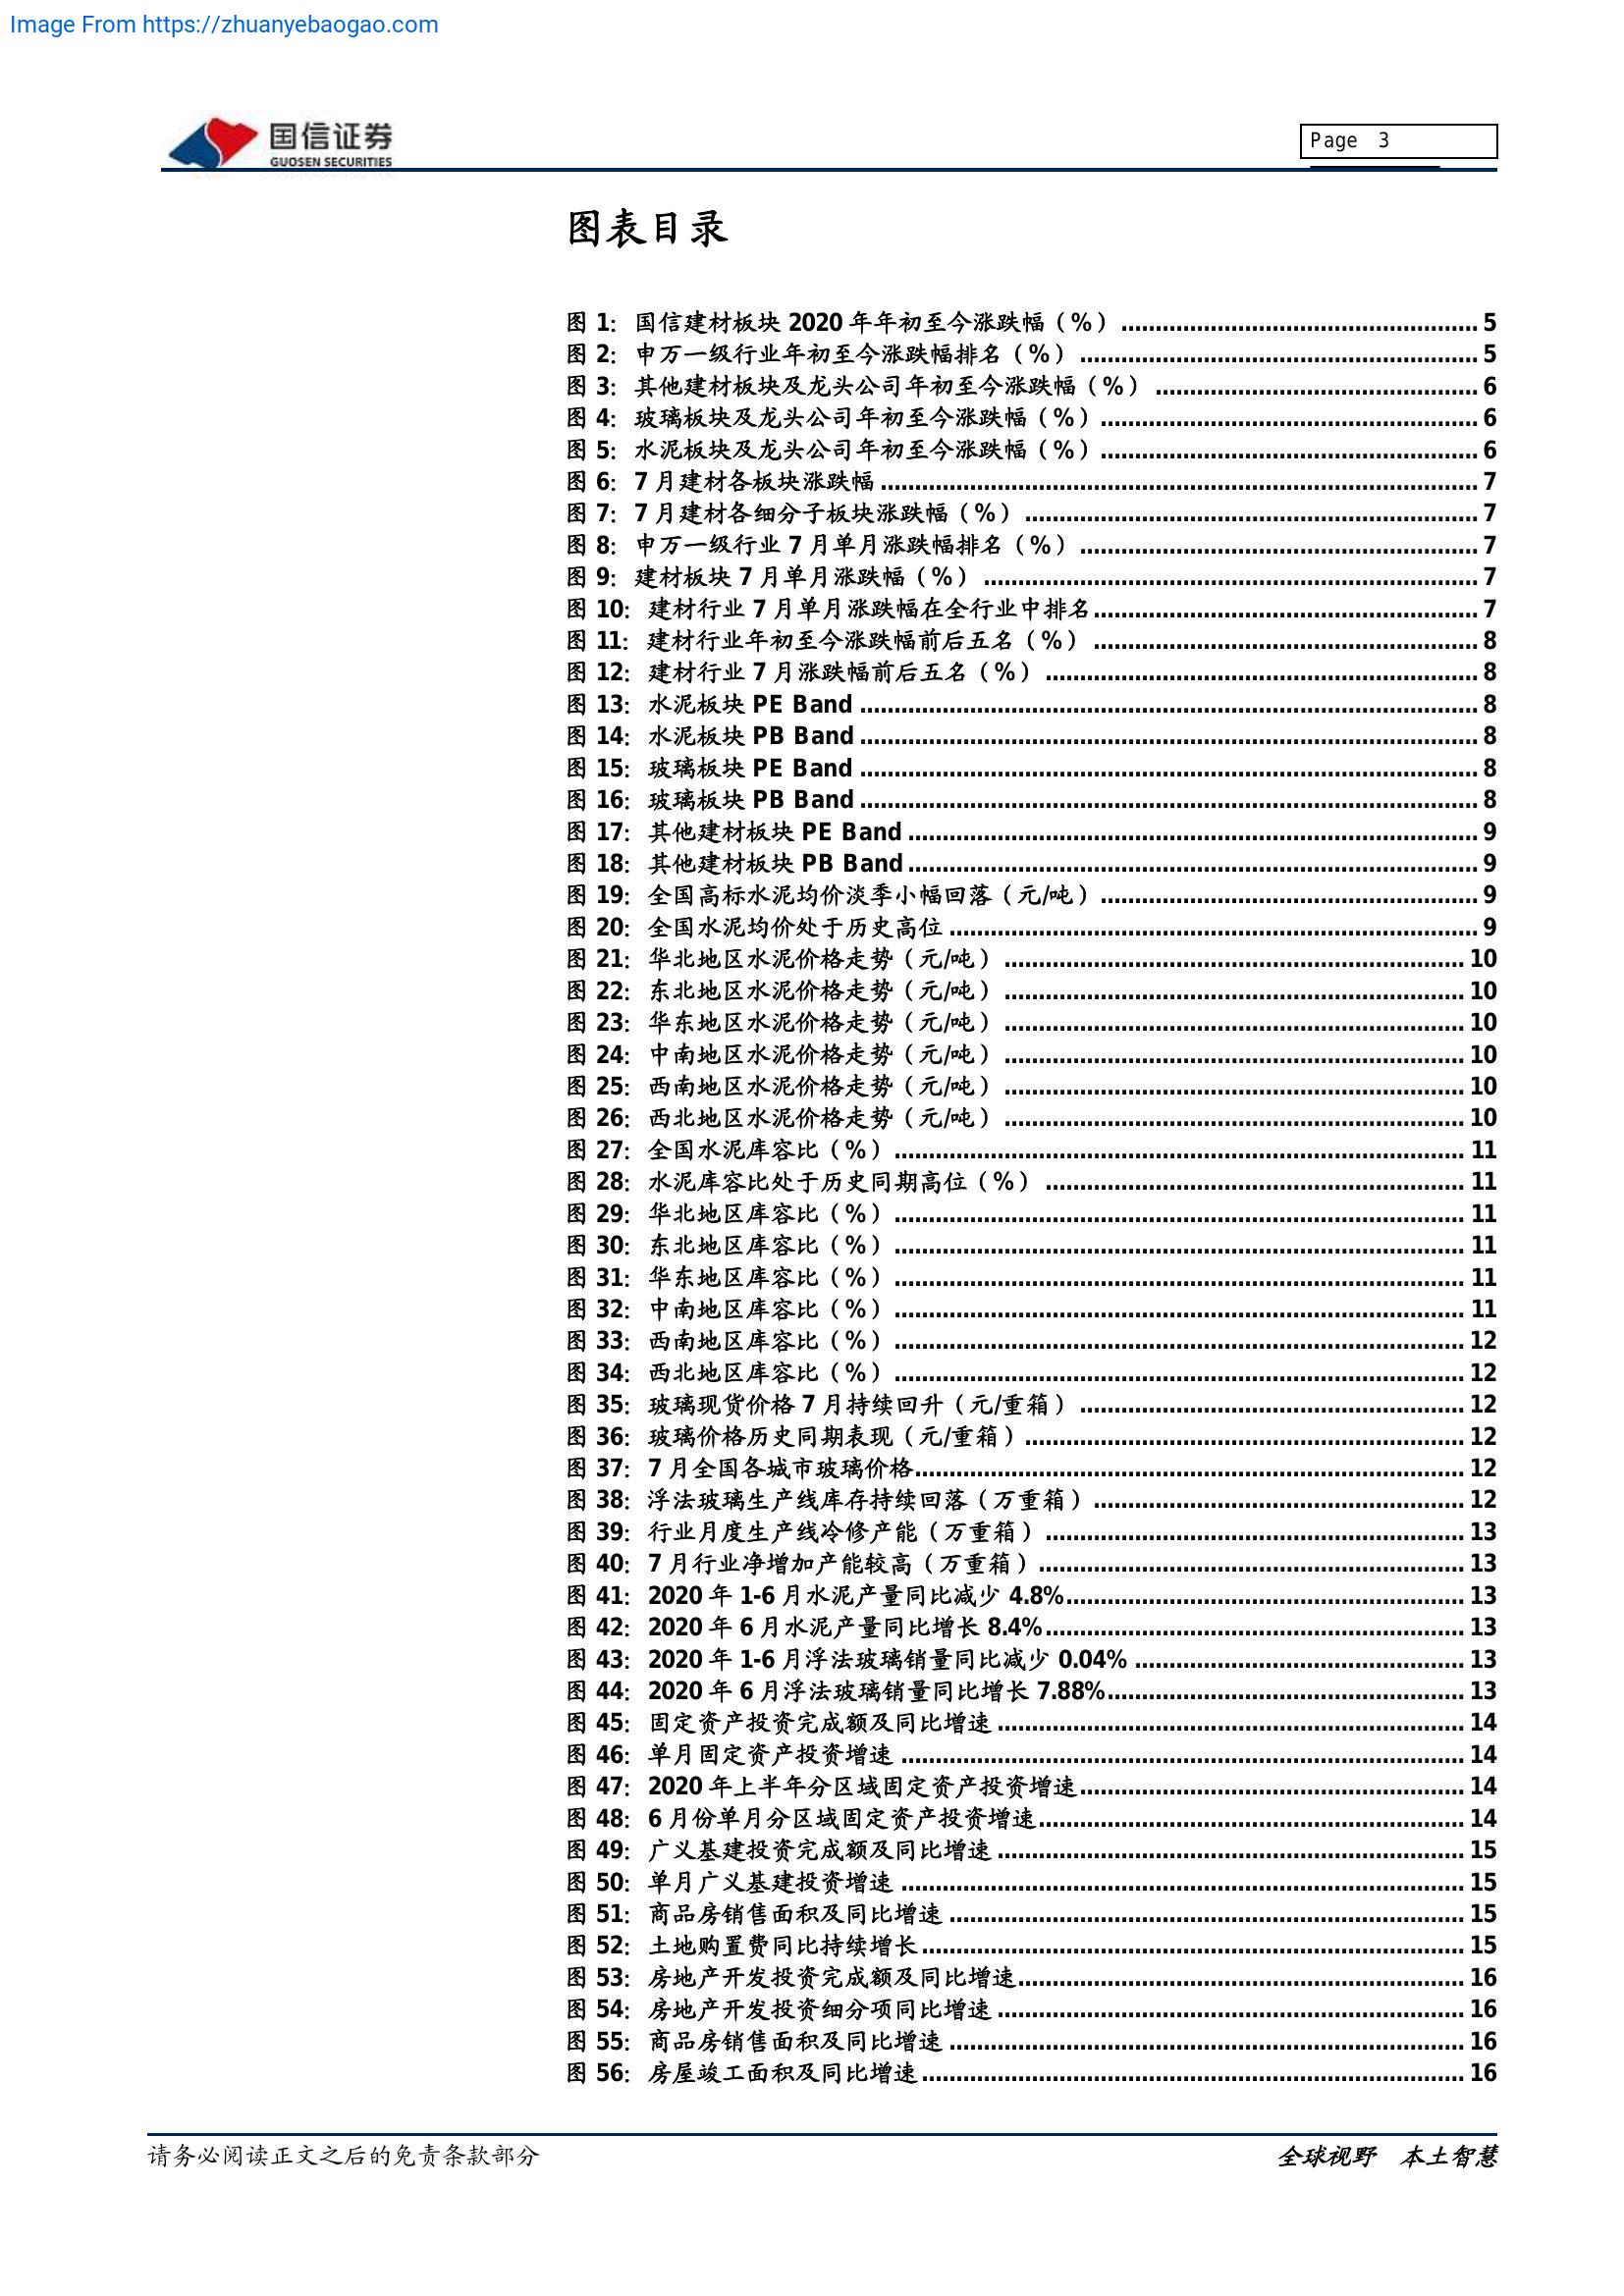 Image From https://zhuanyebaogao.com
国信证券
GUOSEN SECURITIES
Page 3
图表目录
图 1: 国信建材板块 2020 年年初至今涨跌幅（%） 5
图 2: 申万一级行业年初至今涨跌幅排名（%） 5
图 3: 其他建材板块及龙头公司年初至今涨跌幅（%） 6
图 4: 玻璃板块及龙头公司年初至今涨跌幅（%） 6
图 5: 水泥板块及龙头公司年初至今涨跌幅（%） 6
图 6: 7 月建材各板块涨跌幅 7
图 7: 7 月建材各细分子板块涨跌幅（%） 7
图 8: 申万一级行业 7 月单月涨跌幅排名（%） 7
图 9: 建材板块 7 月单月涨跌幅（%） 7
图 10: 建材行业 7 月单月涨跌幅在全行业中排名 7
图 11: 建材行业年初至今涨跌幅前后五名（%） 8
图 12: 建材行业 7 月涨跌幅前后五名（%） 8
图 13: 水泥板块 PE Band 8
图 14: 水泥板块 PB Band 8
图 15: 玻璃板块 PE Band 8
图 16: 玻璃板块 PB Band 8
图 17: 其他建材板块 PE Band 9
图 18: 其他建材板块 PB Band 9
图 19: 全国高标水泥均价淡季小幅回落（元/吨） 9
图 20: 全国水泥均价处于历史高位 9
图 21: 华北地区水泥价格走势（元/吨） 10
图 22: 东北地区水泥价格走势（元/吨） 10
图 23: 华东地区水泥价格走势（元/吨） 10
图 24: 中南地区水泥价格走势（元/吨） 10
图 25: 西南地区水泥价格走势（元/吨） 10
图 26: 西北地区水泥价格走势（元/吨） 10
图 27: 全国水泥库容比（%） 11
图 28: 水泥库容比处于历史同期高位（%） 11
图 29: 华北地区库容比（%） 11
图 30: 东北地区库容比（%） 11
图 31: 华东地区库容比（%） 11
图 32: 中南地区库容比（%） 11
图 33: 西南地区库容比（%） 12
图 34: 西北地区库容比（%） 12
图 35: 玻璃现货价格 7 月持续回升（元/重箱） 12
图 36: 玻璃价格历史同期表现（元/重箱） 12
图 37: 7 月全国各城市玻璃价格 12
图 38: 浮法玻璃生产线库存持续回落（万重箱） 12
图 39: 行业月度生产线冷修产能（万重箱） 13
图 40: 7 月行业净增加产能较高（万重箱） 13
图 41: 2020 年 1-6 月水泥产量同比减少 4.8% 13
图 42: 2020 年 6 月水泥产量同比增长 8.4% 13
图 43: 2020 年 1-6 月浮法玻璃销量同比减少 0.04% 13
图 44: 2020 年 6 月浮法玻璃销量同比增长 7.88% 13
图 45: 固定资产投资完成额及同比增速 14
图 46: 单月固定资产投资增速 14
图 47: 2020 年上半年分区域固定资产投资增速 14
图 48: 6 月份单月分区域固定资产投资增速 14
图 49: 广义基建投资完成额及同比增速 15
图 50: 单月广义基建投资增速 15
图 51: 商品房销售面积及同比增速 15
图 52: 土地购置费同比持续增长 15
图 53: 房地产开发投资完成额及同比增速 16
图 54: 房地产开发投资细分项同比增速 16
图 55: 商品房销售面积及同比增速 16
图 56: 房屋竣工面积及同比增速 16
请务必阅读正文之后的免责条款部分
全球视野 本土智慧